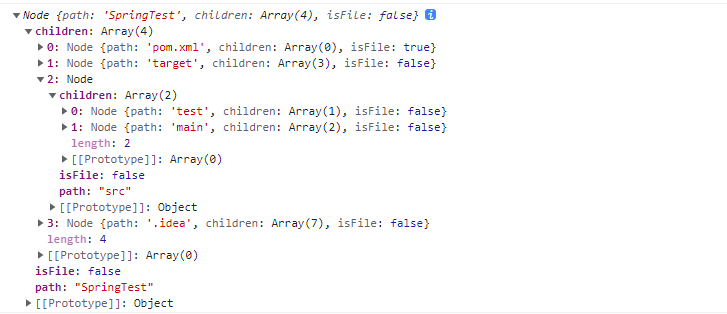 Node {path: 'SpringTest', children: Array(4), isFile: false} i
children: Array(4)
0: Node {path: 'pom.xml', children: Array(0), isFile: true}
1: Node {path: 'target', children: Array(3), isFile: false}
2: Node
children: Array(2)
0: Node {path: 'test', children: Array(1), isFile: false}
1: Node {path: 'main', children: Array(2), isFile: false}
length: 2
[[Prototype]]: Array(0)
isFile: false
path: "src"
[[Prototype]]: Object
3: Node {path: '.idea', children: Array(7), isFile: false}
length: 4
[[Prototype]]: Array(0)
isFile: false
path: "SpringTest"
[[Prototype]]: Object